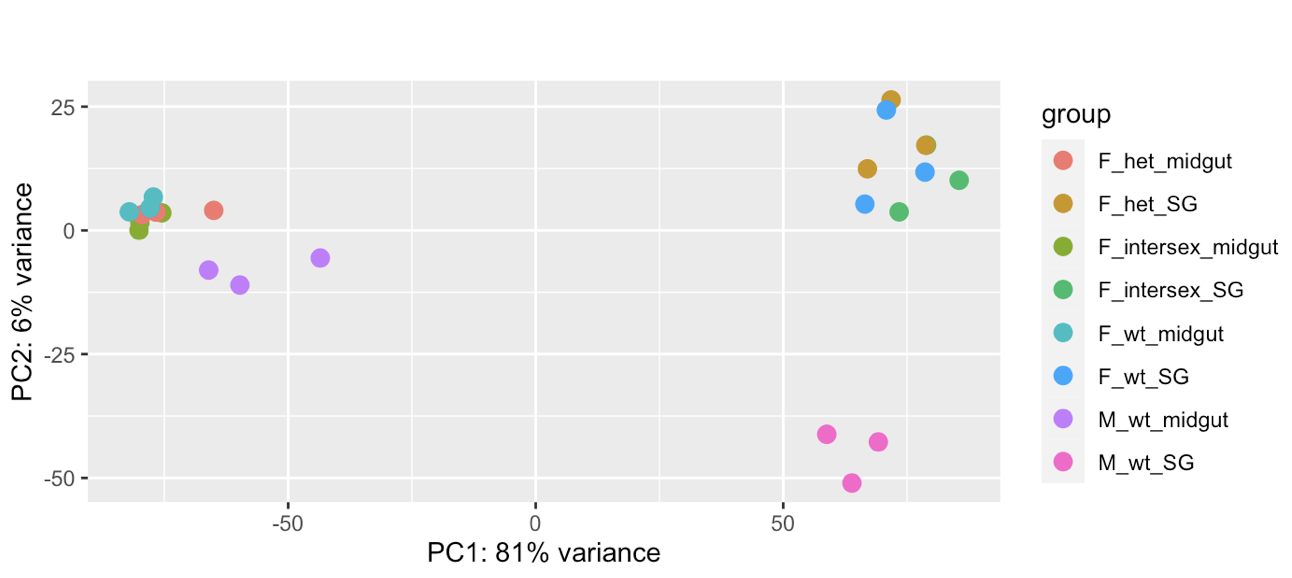 25
0
-25
-50
-50
0
50
PC1: 81% variance
PC2: 6% variance
group
F_het_midgut
F_het_SG
F_intersex_midgut
F_intersex_SG
F_wt_midgut
F_wt_SG
M_wt_midgut
M_wt_SG